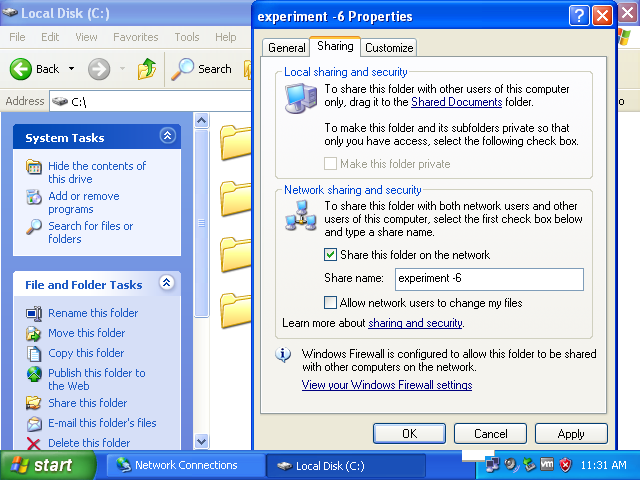 Local Disk (C:)
File Edit View Favorites Tools Help
Back Search
Address C:\
System Tasks
Hide the contents of
this drive
Add or remove
programs
Search for files or
folders
File and Folder Tasks
Rename this folder
Move this folder
Copy this folder
Publish this folder to
the Web
Share this folder
E-mail this folder's files
Delete this folder
experiment -6 Properties
General Sharing Customize
Local sharing and security
To share this folder with other users of this computer
only, drag it to the Shared Documents folder.
To make this folder and its subfolders private so that
only you have access, select the following check box.
Make this folder private
Network sharing and security
To share this folder with both network users and other
users of this computer, select the first check box below
and type a share name.
Share this folder on the network
Share name: experiment -6
Allow network users to change my files
Learn more about sharing and security.
Windows Firewall is configured to allow this folder to be shared
with other computers on the network.
View your Windows Firewall settings
OK Cancel Apply
start Network Connections Local Disk (C:) vm 11:31 AM